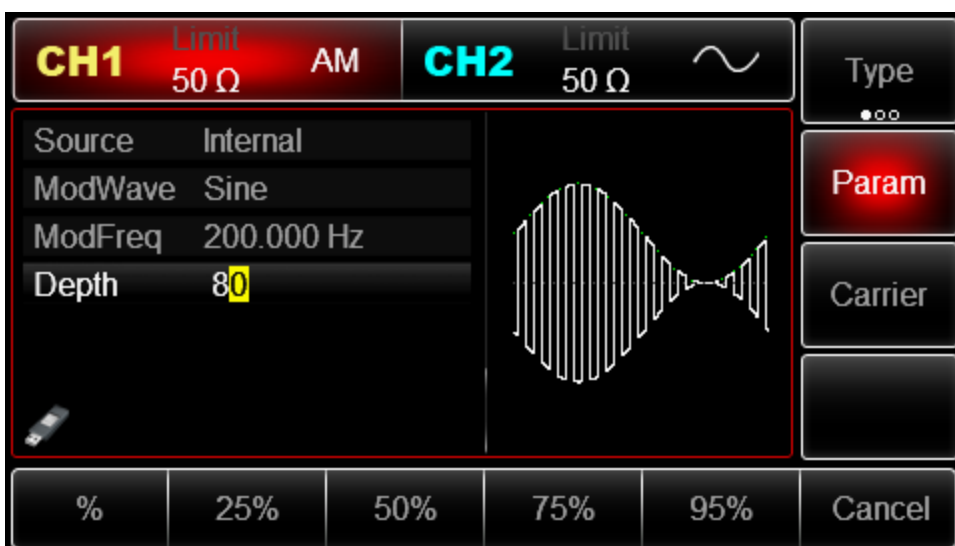 CH1 Limit 50 Ω AM CH2 Limit 50 Ω Type
Source Internal
ModWave Sine
ModFreq 200.000 Hz
Depth 80
Param
Carrier
% 25% 50% 75% 95% Cancel